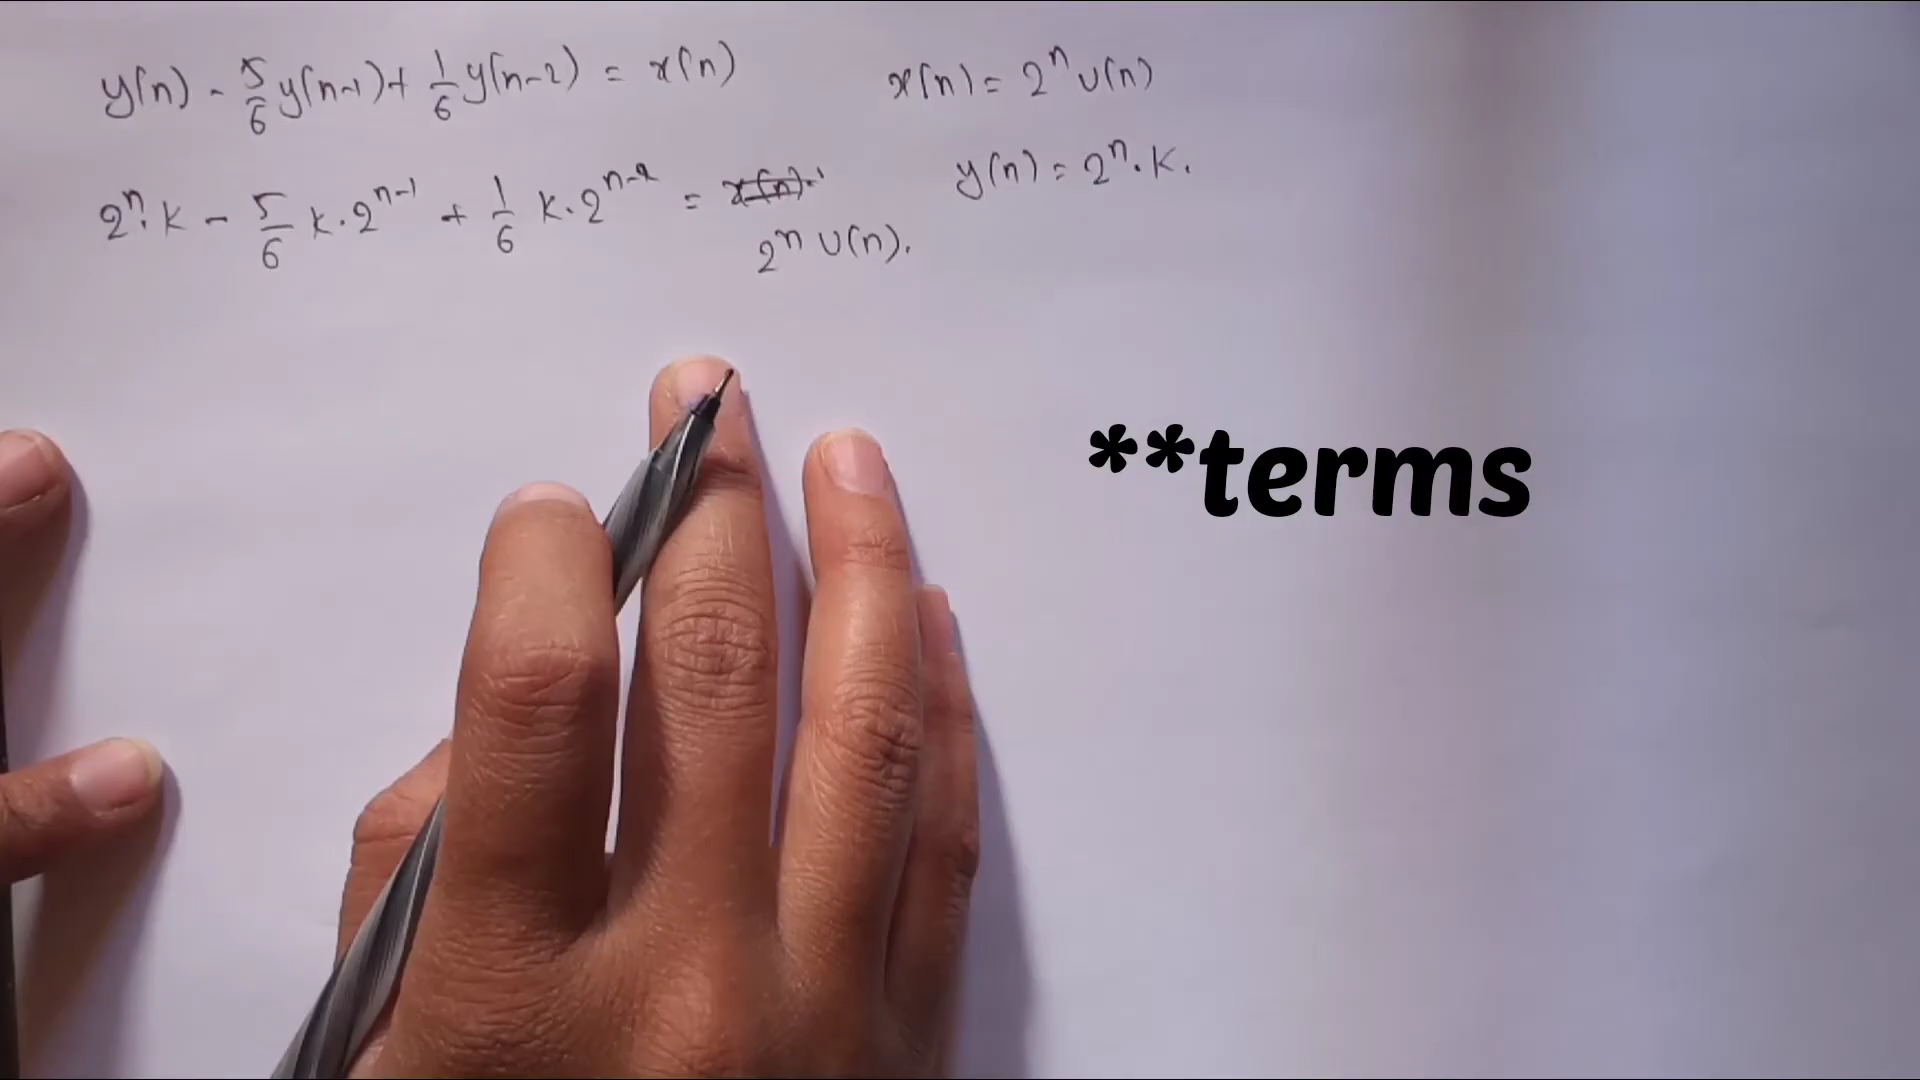 y(n) - 5/6 y(n-1) + 1/6 y(n-2) = x(n)
x(n) = 2^n U(n)
y(n) = 2^n . K .
2^n . K - 5/6 K . 2^(n-1) + 1/6 K . 2^(n-2) =
2^n U(n) .
**terms